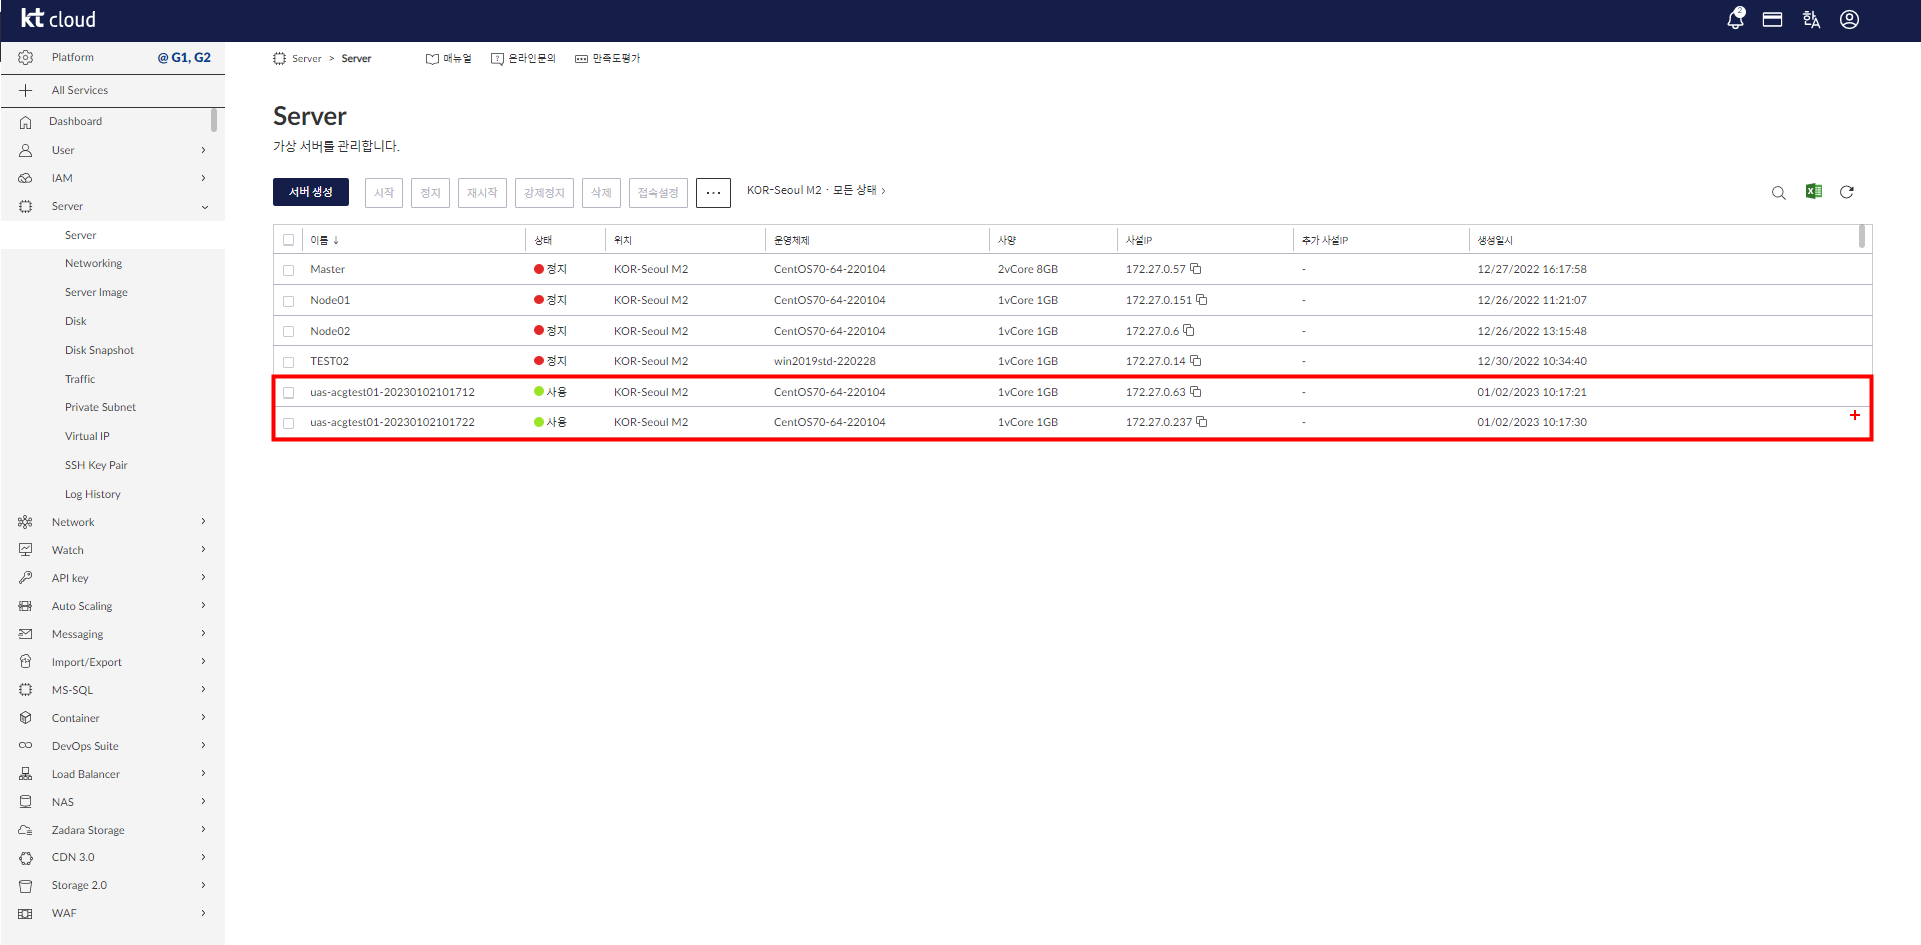 kt cloud
2
한A
Platform @ G1, G2
All Services
Dashboard
User
IAM
Server
Server
Networking
Server Image
Disk
Disk Snapshot
Traffic
Private Subnet
Virtual IP
SSH Key Pair
Log History
Network
Watch
API key
Auto Scaling
Messaging
Import/Export
MS-SQL
Container
DevOps Suite
Load Balancer
NAS
Zadara Storage
CDN 3.0
Storage 2.0
WAF
Server > Server 매뉴얼 온라인문의 만족도평가
Server
가상 서버를 관리합니다.
서버 생성 시작 정지 재시작 강제정지 삭제 접속설정 ··· KOR-Seoul M2 · 모든 상태 >
이름 ↓ 상태 위치 운영체제 사양 사설IP 추가 사설IP 생성일시
Master 정지 KOR-Seoul M2 CentOS70-64-220104 2vCore 8GB 172.27.0.57 - 12/27/2022 16:17:58
Node01 정지 KOR-Seoul M2 CentOS70-64-220104 1vCore 1GB 172.27.0.151 - 12/26/2022 11:21:07
Node02 정지 KOR-Seoul M2 CentOS70-64-220104 1vCore 1GB 172.27.0.6 - 12/26/2022 13:15:48
TEST02 정지 KOR-Seoul M2 win2019std-220228 1vCore 1GB 172.27.0.14 - 12/30/2022 10:34:40
uas-acgtest01-20230102101712 사용 KOR-Seoul M2 CentOS70-64-220104 1vCore 1GB 172.27.0.63 - 01/02/2023 10:17:21
uas-acgtest01-20230102101722 사용 KOR-Seoul M2 CentOS70-64-220104 1vCore 1GB 172.27.0.237 - 01/02/2023 10:17:30